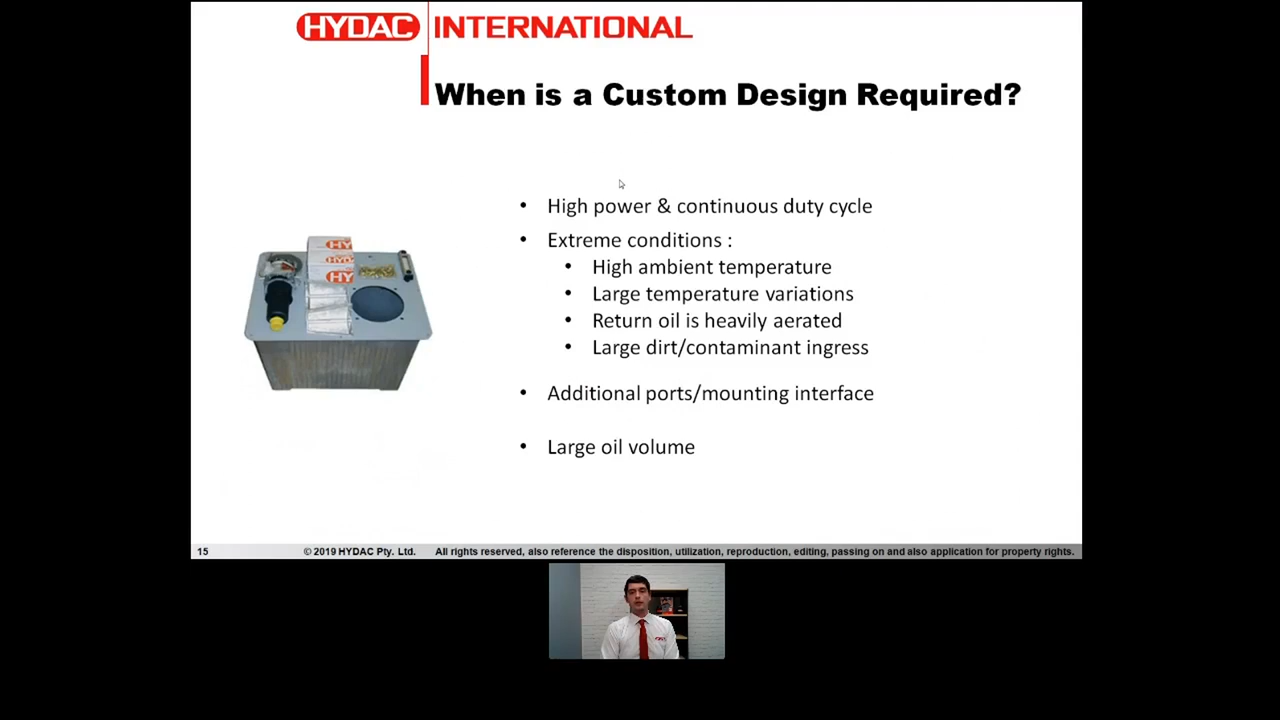 HYDAC INTERNATIONAL
When is a Custom Design Required?
• High power & continuous duty cycle
• Extreme conditions :
• High ambient temperature
• Large temperature variations
• Return oil is heavily aerated
• Large dirt/contaminant ingress
HY
HY
HY
• Additional ports/mounting interface
• Large oil volume
15 © 2019 HYDAC Pty. Ltd. All rights reserved, also reference the disposition, utilization, reproduction, editing, passing on and also application for property rights.